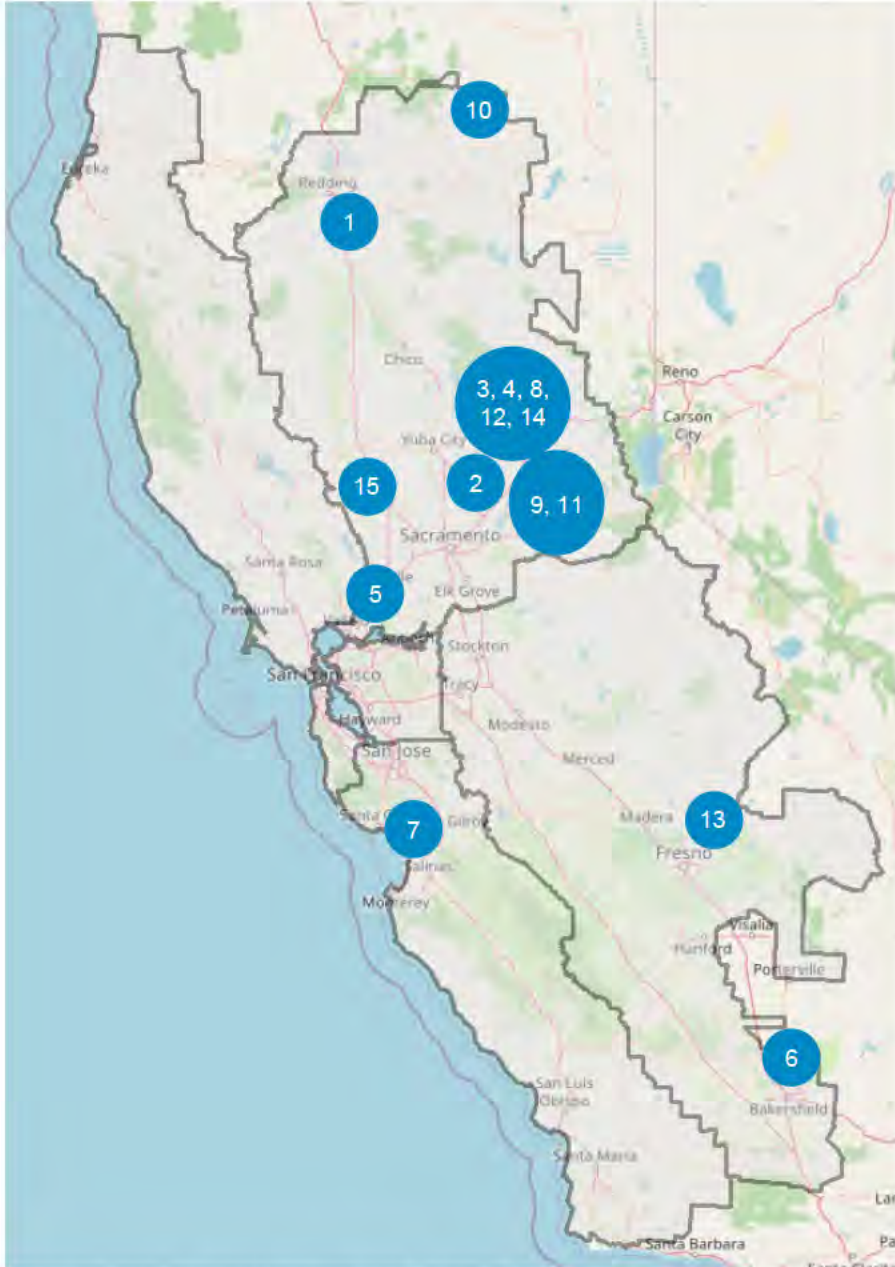 10
Eureka
Redding
1
Chico
Reno
3, 4, 8,
12, 14
Carson
City
Yuba City
15
2
9, 11
Sacramento
Santa Rosa
5
Elk Grove
Petaluma
Stockton
San Francisco
Tracy
Hayward
Modesto
San Jose
Merced
Santa
7
Gilroy
Madera
13
Fresno
Salinas
Monterey
Visalia
Hanford
Porterville
6
San Luis
Obispo
Bakersfield
Santa Maria
Santa Barbara